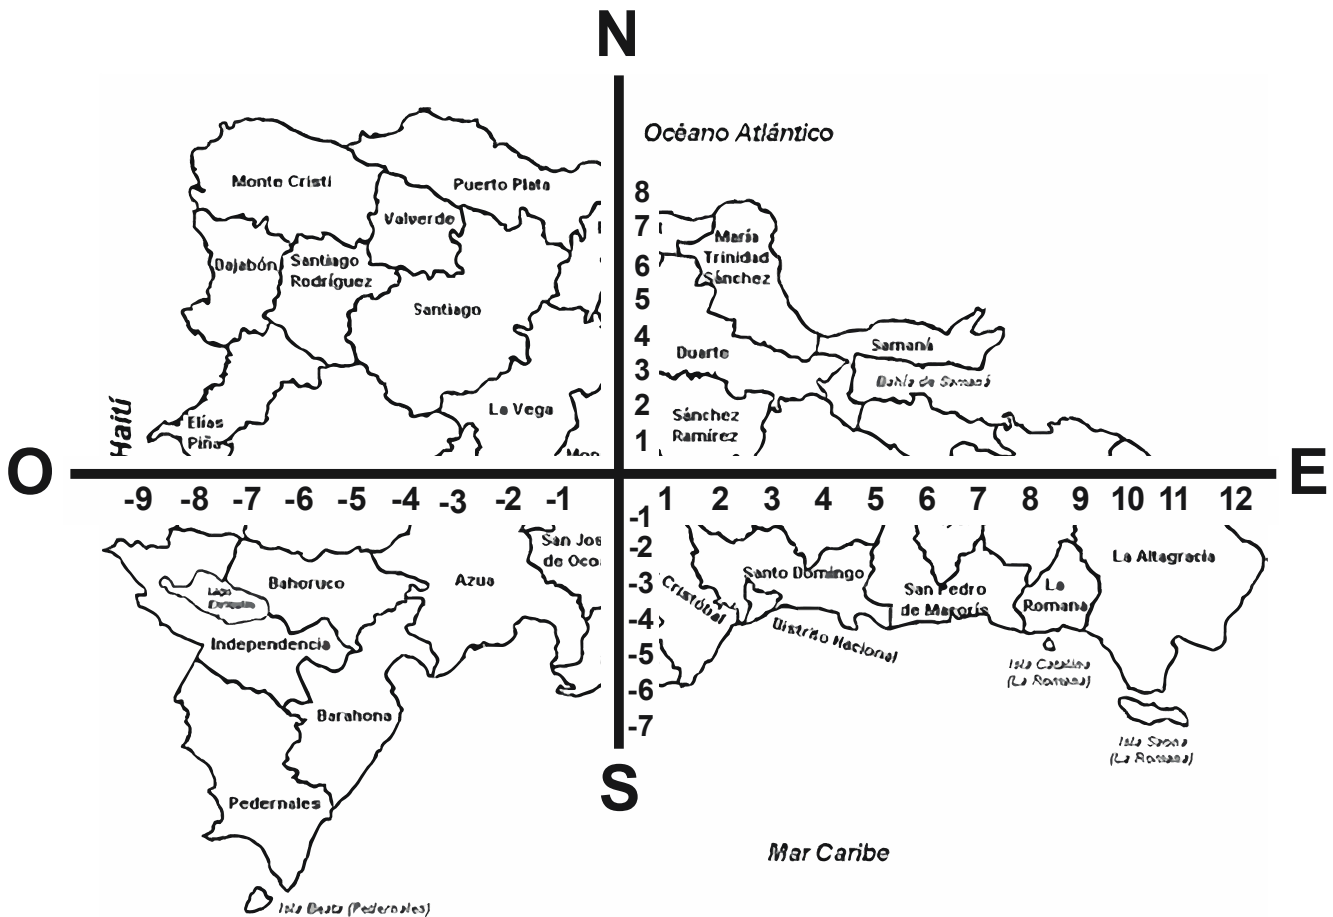 N
Océano Atlántico
Monte Cristi
Puerto Plata
8
Valverde
7
María
Trinidad
Sánchez
Dajabón
Santiago
Rodríguez
6
5
Santiago
4
Samaná
Duarte
3
Bahía de Samaná
Haití
2
La Vega
Sánchez
Ramírez
Elías
Piña
1
Mon
O
E
-9 -8 -7 -6 -5 -4 -3 -2 -1 1 2 3 4 5 6 7 8 9 10 11 12
-1
San Jos
de Oco
-2
La Altagracia
Bahoruco
Azua
Santo Domingo
-3
Cristóbal
San Pedro
de Macorís
La
Romana
Lago
-4
Distrito Nacional
Independencia
-5
Isla Catalina
(La Romana)
-6
Barahona
-7
Isla Saona
(La Romana)
S
Pedernales
Mar Caribe
Isla Beata (Pedernales)